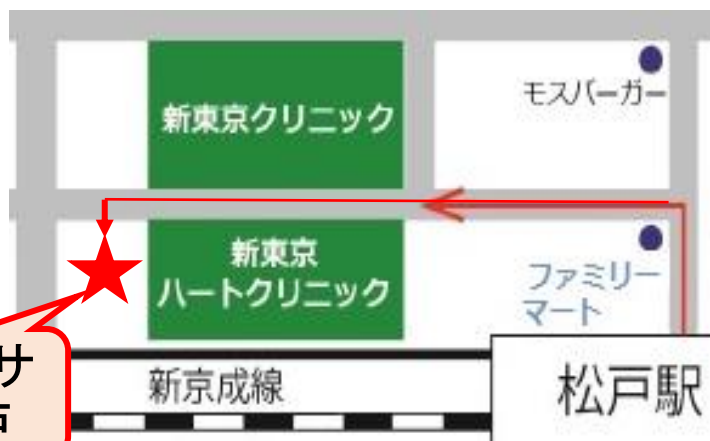 新東京クリニック
モスバーガー
新東京
ハートクリニック
ファミリー
マート
サ
新京成線
松戸駅